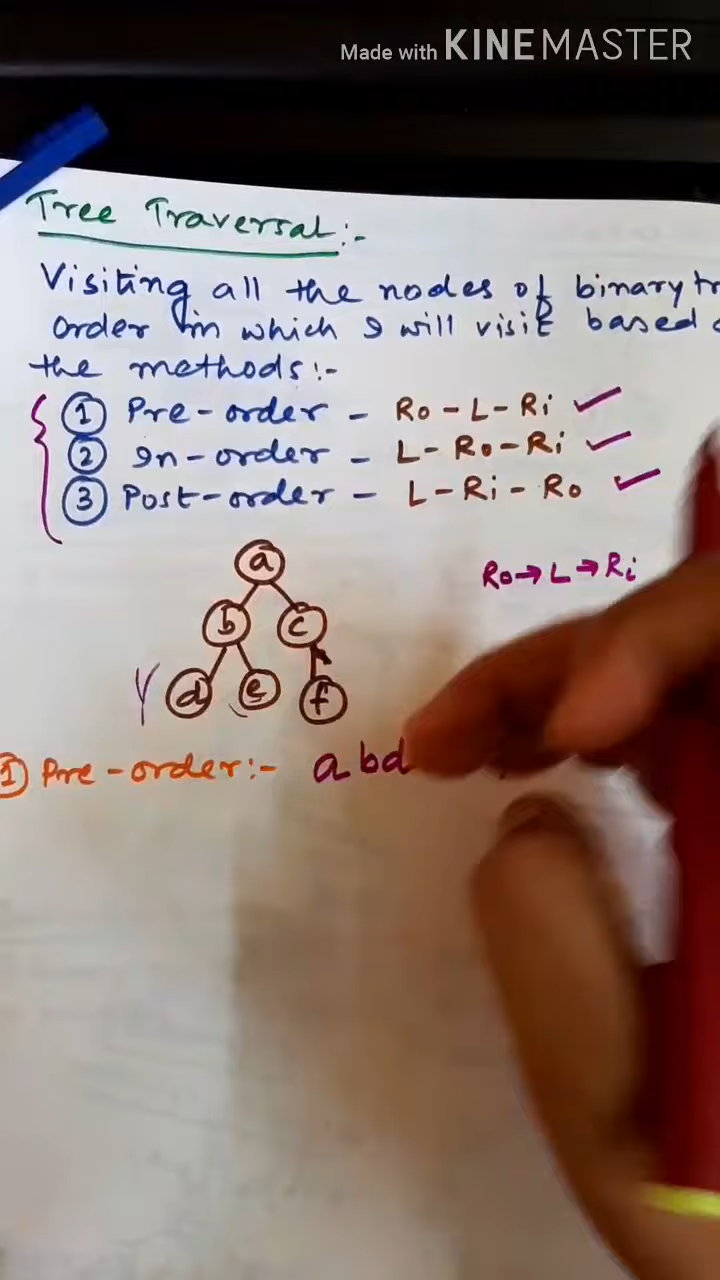 Made with KINEMASTER
Tree Traversal:-
Visiting all the nodes of binary
order in which I will visit based
the methods:-
① Pre-order - Ro - L - Ri ✓
② In-order - L - Ro - Ri ✓
③ Post-order - L - Ri - Ro ✓
a
Ro → L → Ri
b c
d e f
① Pre-order:- a b d